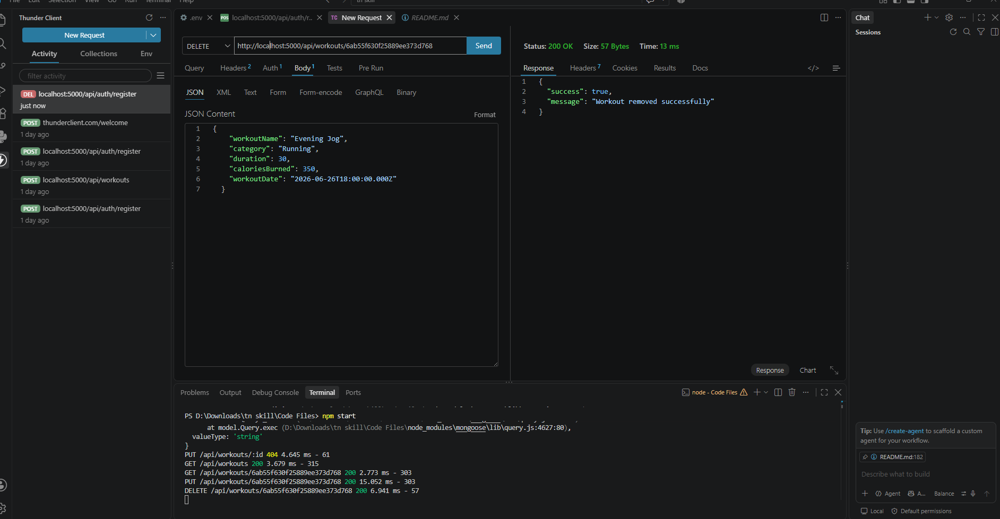 File Edit Selection View Go Run Terminal Help
tn skill
Thunder Client
New Request
Activity Collections Env
filter activity
DEL localhost:5000/api/auth/register
just now
POST thunderclient.com/welcome
1 day ago
POST localhost:5000/api/auth/register
1 day ago
POST localhost:5000/api/workouts
1 day ago
POST localhost:5000/api/auth/register
1 day ago
.env
POS localhost:5000/api/auth/r..
TC New Request
README.md
DELETE http://localhost:5000/api/workouts/6ab55f630f25889ee373d768 Send
Query Headers 2 Auth 1 Body 1 Tests Pre Run
JSON XML Text Form Form-encode GraphQL Binary
JSON Content Format
1 {
2 "workoutName": "Evening Jog",
3 "category": "Running",
4 "duration": 30,
5 "caloriesBurned": 350,
6 "workoutDate": "2026-06-26T18:00:00.000Z"
7 }
Status: 200 OK Size: 57 Bytes Time: 13 ms
Response Headers 7 Cookies Results Docs </>
1 {
2 "success": true,
3 "message": "Workout removed successfully"
4 }
Response Chart
Problems Output Debug Console Terminal Ports
node - Code Files
PS D:\Downloads\tn skill\Code Files> npm start
at model.Query.exec (D:\Downloads\tn skill\Code Files\node_modules\mongoose\lib\query.js:4627:80),
valueType: 'string'
}
PUT /api/workouts/:id 404 4.645 ms - 61
GET /api/workouts 200 3.679 ms - 315
GET /api/workouts/6ab55f630f25889ee373d768 200 2.773 ms - 303
PUT /api/workouts/6ab55f630f25889ee373d768 200 15.052 ms - 303
DELETE /api/workouts/6ab55f630f25889ee373d768 200 6.941 ms - 57
Chat
Sessions
Tip: Use /create-agent to scaffold a custom
agent for your workflow.
README.md:182
Describe what to build
Agent A... Balance
Local Default permissions